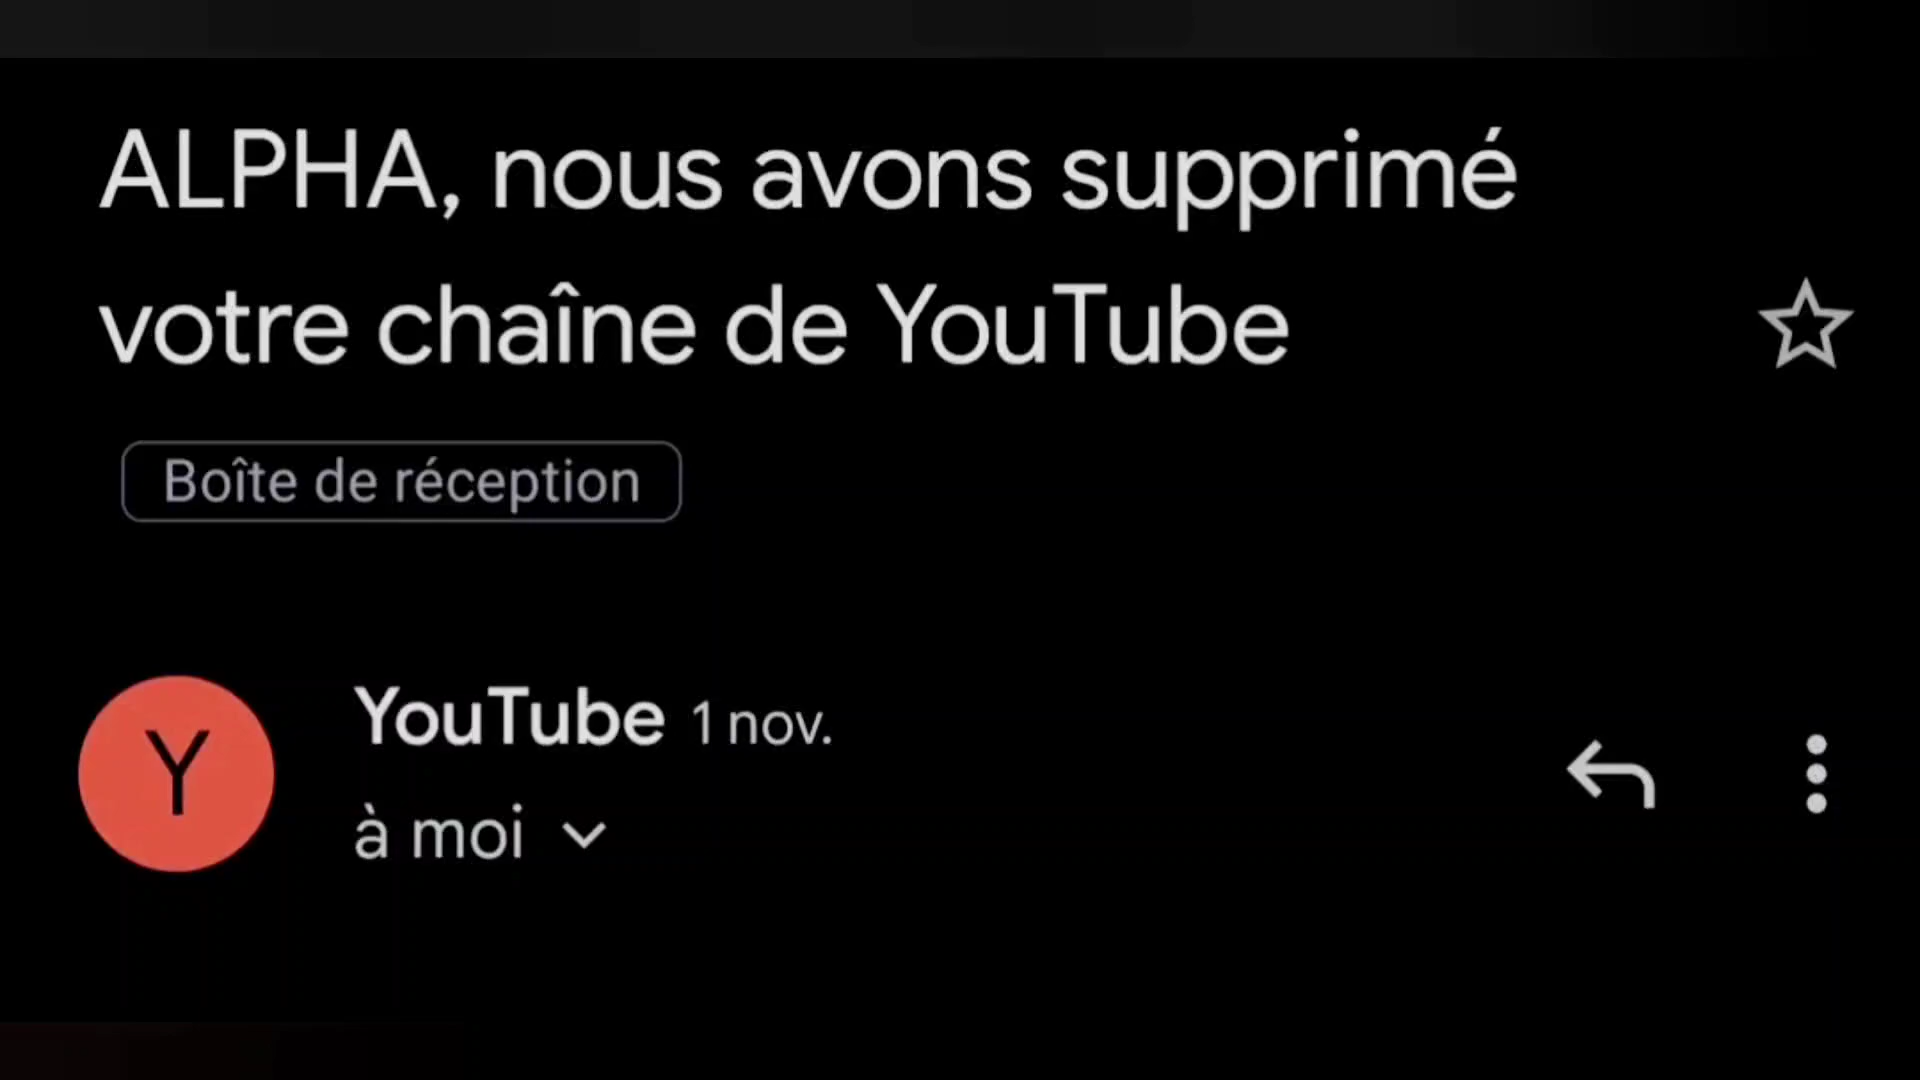 ALPHA, nous avons supprimé
votre chaîne de YouTube
Boîte de réception
Y
YouTube 1 nov.
à moi